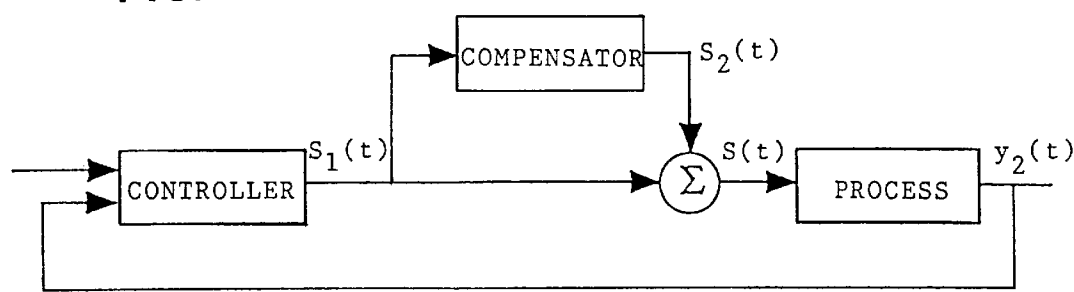 COMPENSATOR
S₂(t)
S₁(t)
S(t)
y₂(t)
CONTROLLER
Σ
PROCESS